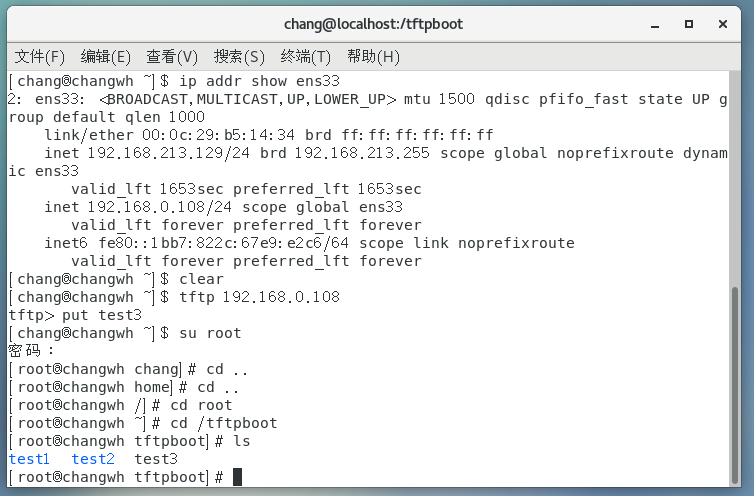 chang@localhost:/tftpboot
文件(F) 编辑(E) 查看(V) 搜索(S) 终端(T) 帮助(H)
[chang@changwh ~]$ ip addr show ens33
2: ens33: <BROADCAST,MULTICAST,UP,LOWER_UP> mtu 1500 qdisc pfifo_fast state UP g
roup default qlen 1000
    link/ether 00:0c:29:b5:14:34 brd ff:ff:ff:ff:ff:ff
    inet 192.168.213.129/24 brd 192.168.213.255 scope global noprefixroute dynam
ic ens33
       valid_lft 1653sec preferred_lft 1653sec
    inet 192.168.0.108/24 scope global ens33
       valid_lft forever preferred_lft forever
    inet6 fe80::1bb7:822c:67e9:e2c6/64 scope link noprefixroute
       valid_lft forever preferred_lft forever
[chang@changwh ~]$ clear
[chang@changwh ~]$ tftp 192.168.0.108
tftp> put test3
[chang@changwh ~]$ su root
密码：
[root@changwh chang]# cd ..
[root@changwh home]# cd ..
[root@changwh /]# cd root
[root@changwh ~]# cd /tftpboot
[root@changwh tftpboot]# ls
test1  test2  test3
[root@changwh tftpboot]#